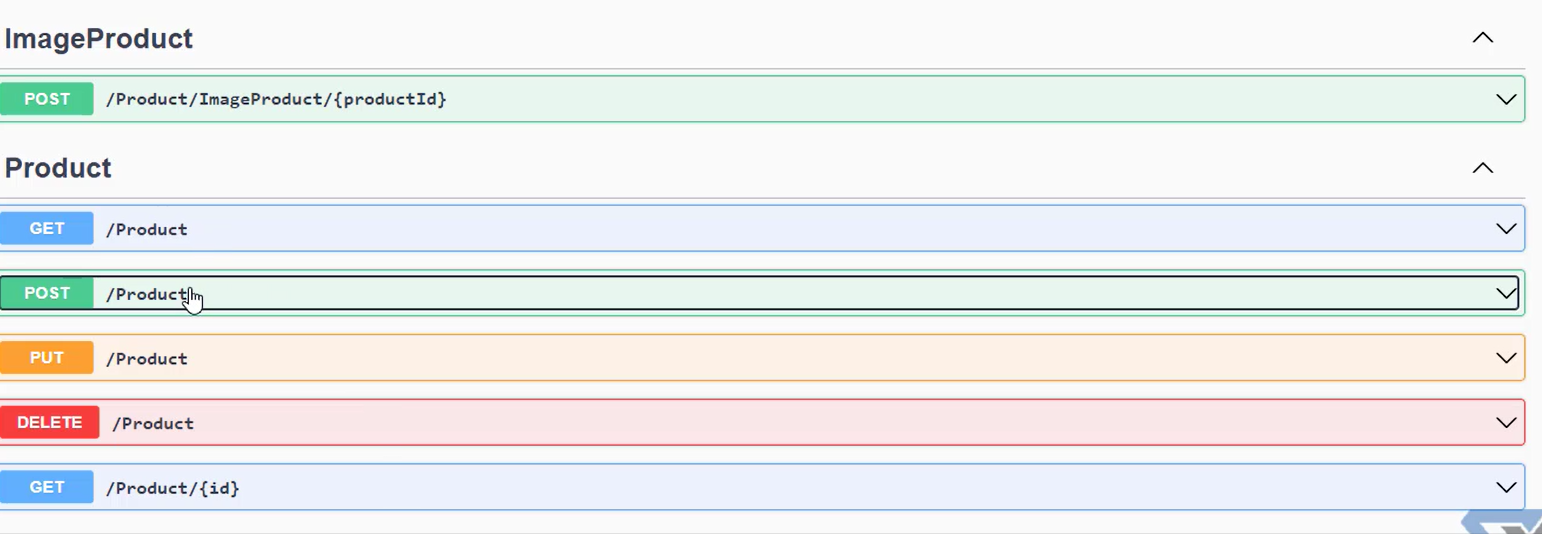 ImageProduct
POST /Product/ImageProduct/{productId}
Product
GET /Product
POST /Product
PUT /Product
DELETE /Product
GET /Product/{id}